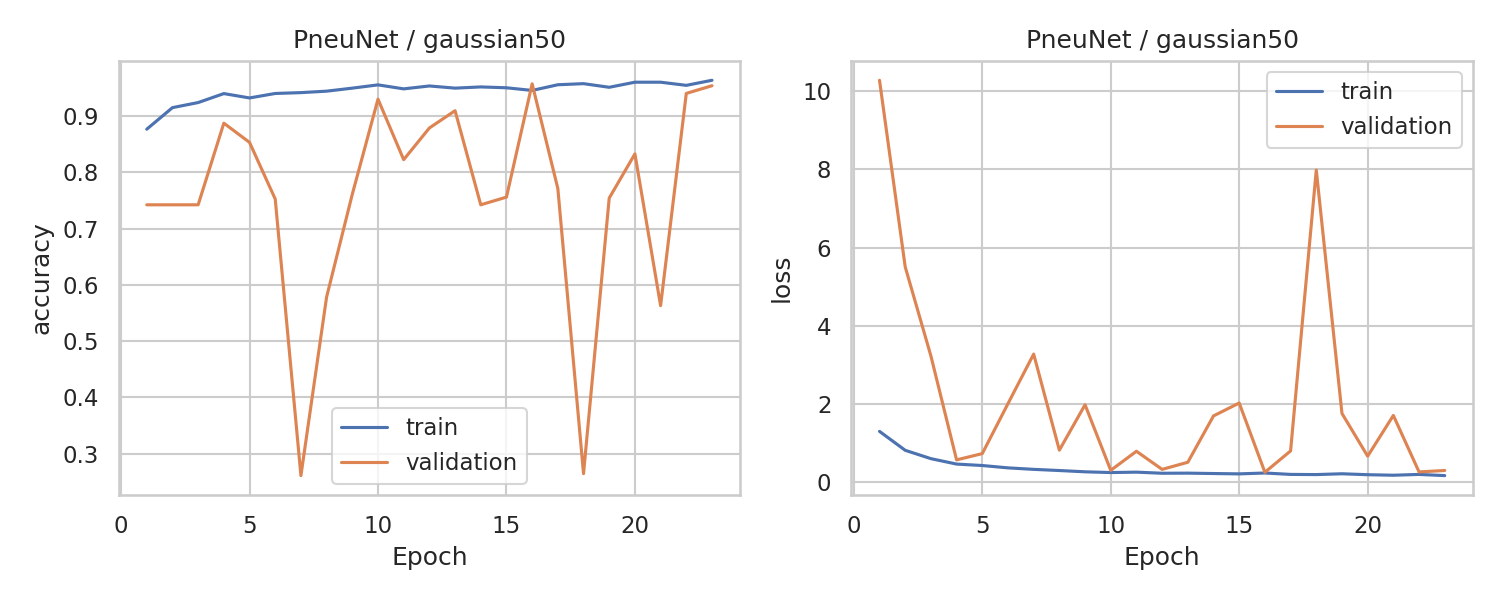 PneuNet / gaussian50
accuracy
0.9
0.8
0.7
0.6
0.5
0.4
0.3
train
validation
0 5 10 15 20
Epoch
PneuNet / gaussian50
loss
10
8
6
4
2
0
train
validation
0 5 10 15 20
Epoch